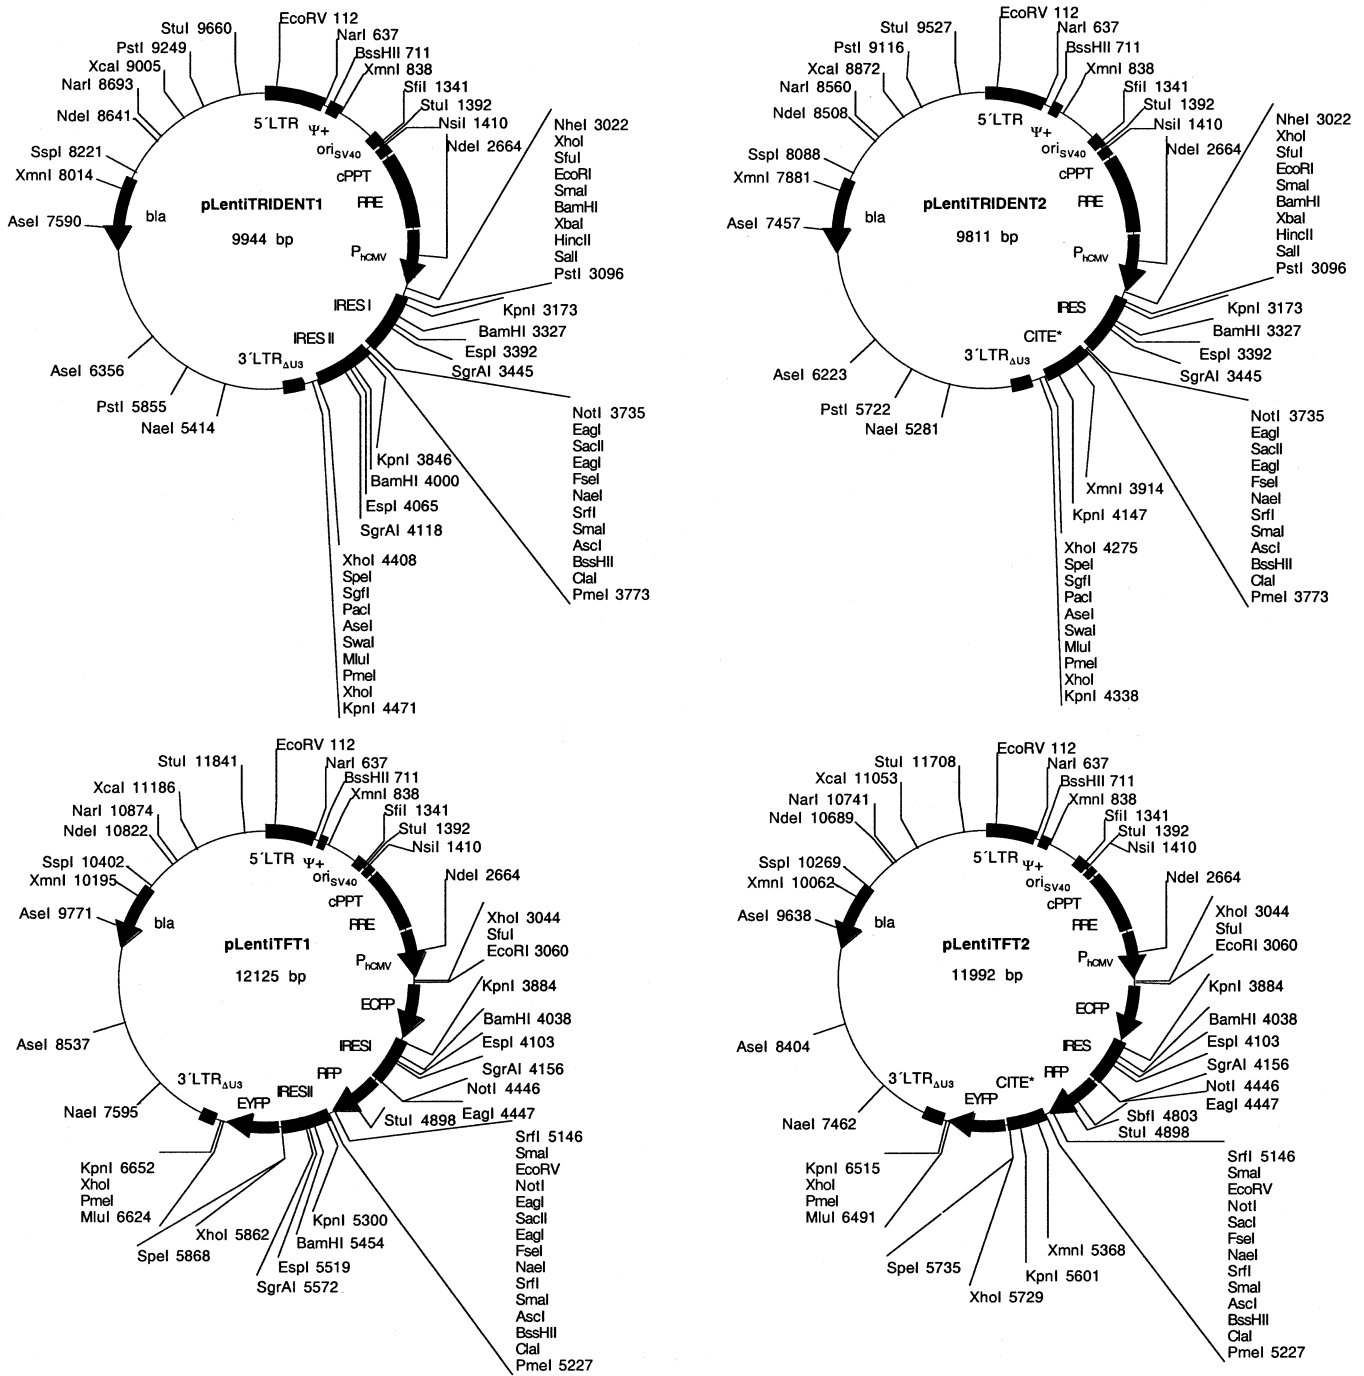 EcoRV 112
NarI 637
BssHII 711
XmnI 838
SfiI 1341
StuI 1392
NsiI 1410
NdeI 2664
StuI 9660
PstI 9249
XcaI 9005
NarI 8693
NdeI 8641
SspI 8221
XmnI 8014
AseI 7590
AseI 6356
PstI 5855
NaeI 5414
5´LTR
Ψ+
oriSV40
cPPT
RRE
PhCMV
IRES I
IRES II
3´LTRΔU3
bla
pLentiTRIDENT1
9944 bp
NheI 3022
XhoI
SfuI
EcoRI
SmaI
BamHI
XbaI
HincII
SalI
PstI 3096
KpnI 3173
BamHI 3327
EspI 3392
SgrAI 3445
NotI 3735
EagI
SacII
EagI
FseI
NaeI
SrfI
SmaI
AscI
BssHII
ClaI
PmeI 3773
KpnI 3846
BamHI 4000
EspI 4065
SgrAI 4118
XhoI 4408
SpeI
SgfI
PacI
AseI
SwaI
MluI
PmeI
XhoI
KpnI 4471
EcoRV 112
NarI 637
BssHII 711
XmnI 838
SfiI 1341
StuI 1392
NsiI 1410
NdeI 2664
StuI 9527
PstI 9116
XcaI 8872
NarI 8560
NdeI 8508
SspI 8088
XmnI 7881
AseI 7457
AseI 6223
PstI 5722
NaeI 5281
5´LTR
Ψ+
oriSV40
cPPT
RRE
PhCMV
IRES
CITE*
3´LTRΔU3
bla
pLentiTRIDENT2
9811 bp
NheI 3022
XhoI
SfuI
EcoRI
SmaI
BamHI
XbaI
HincII
SalI
PstI 3096
KpnI 3173
BamHI 3327
EspI 3392
SgrAI 3445
NotI 3735
EagI
SacII
EagI
FseI
NaeI
SrfI
SmaI
AscI
BssHII
ClaI
PmeI 3773
XmnI 3914
KpnI 4147
XhoI 4275
SpeI
SgfI
PacI
AseI
SwaI
MluI
PmeI
XhoI
KpnI 4338
EcoRV 112
NarI 637
BssHII 711
XmnI 838
SfiI 1341
StuI 1392
NsiI 1410
NdeI 2664
StuI 11841
XcaI 11186
NarI 10874
NdeI 10822
SspI 10402
XmnI 10195
AseI 9771
AseI 8537
NaeI 7595
5´LTR
Ψ+
oriSV40
cPPT
RRE
PhCMV
ECFP
IRESI
RFP
IRESII
EYFP
3´LTRΔU3
bla
pLentiTFT1
12125 bp
XhoI 3044
SfuI
EcoRI 3060
KpnI 3884
BamHI 4038
EspI 4103
SgrAI 4156
NotI 4446
EagI 4447
StuI 4898
SrfI 5146
SmaI
EcoRV
NotI
EagI
SacII
EagI
FseI
NaeI
SrfI
SmaI
AscI
BssHII
ClaI
PmeI 5227
KpnI 5300
BamHI 5454
EspI 5519
SgrAI 5572
XhoI 5862
SpeI 5868
KpnI 6652
XhoI
PmeI
MluI 6624
EcoRV 112
NarI 637
BssHII 711
XmnI 838
SfiI 1341
StuI 1392
NsiI 1410
NdeI 2664
StuI 11708
XcaI 11053
NarI 10741
NdeI 10689
SspI 10269
XmnI 10062
AseI 9638
AseI 8404
NaeI 7462
5´LTR
Ψ+
oriSV40
cPPT
RRE
PhCMV
ECFP
IRES
RFP
CITE*
EYFP
3´LTRΔU3
bla
pLentiTFT2
11992 bp
XhoI 3044
SfuI
EcoRI 3060
KpnI 3884
BamHI 4038
EspI 4103
SgrAI 4156
NotI 4446
EagI 4447
SbfI 4803
StuI 4898
SrfI 5146
SmaI
EcoRV
NotI
SacI
FseI
NaeI
SrfI
SmaI
AscI
BssHII
ClaI
PmeI 5227
XmnI 5368
KpnI 5601
XhoI 5729
SpeI 5735
KpnI 6515
XhoI
PmeI
MluI 6491